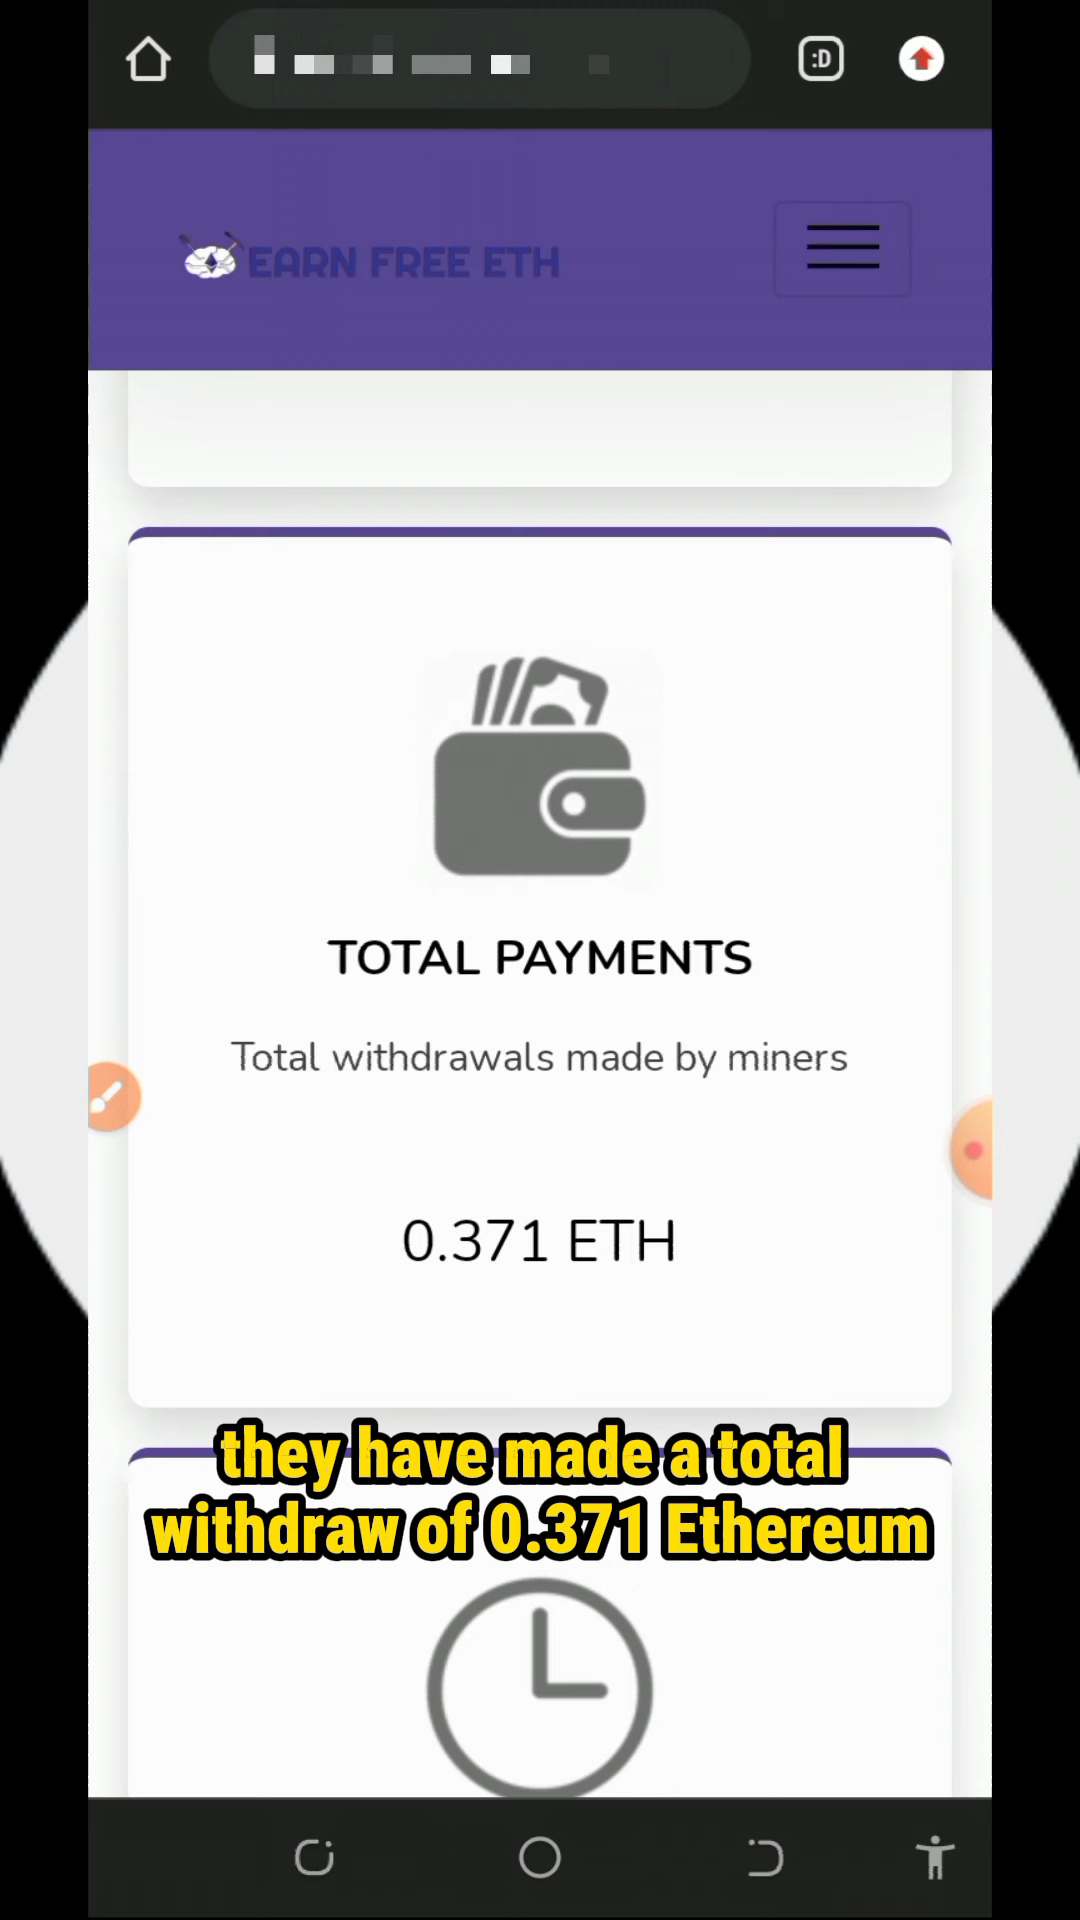 :D
EARN FREE ETH
TOTAL PAYMENTS
Total withdrawals made by miners
0.371 ETH
they have made a total
withdraw of 0.371 Ethereum